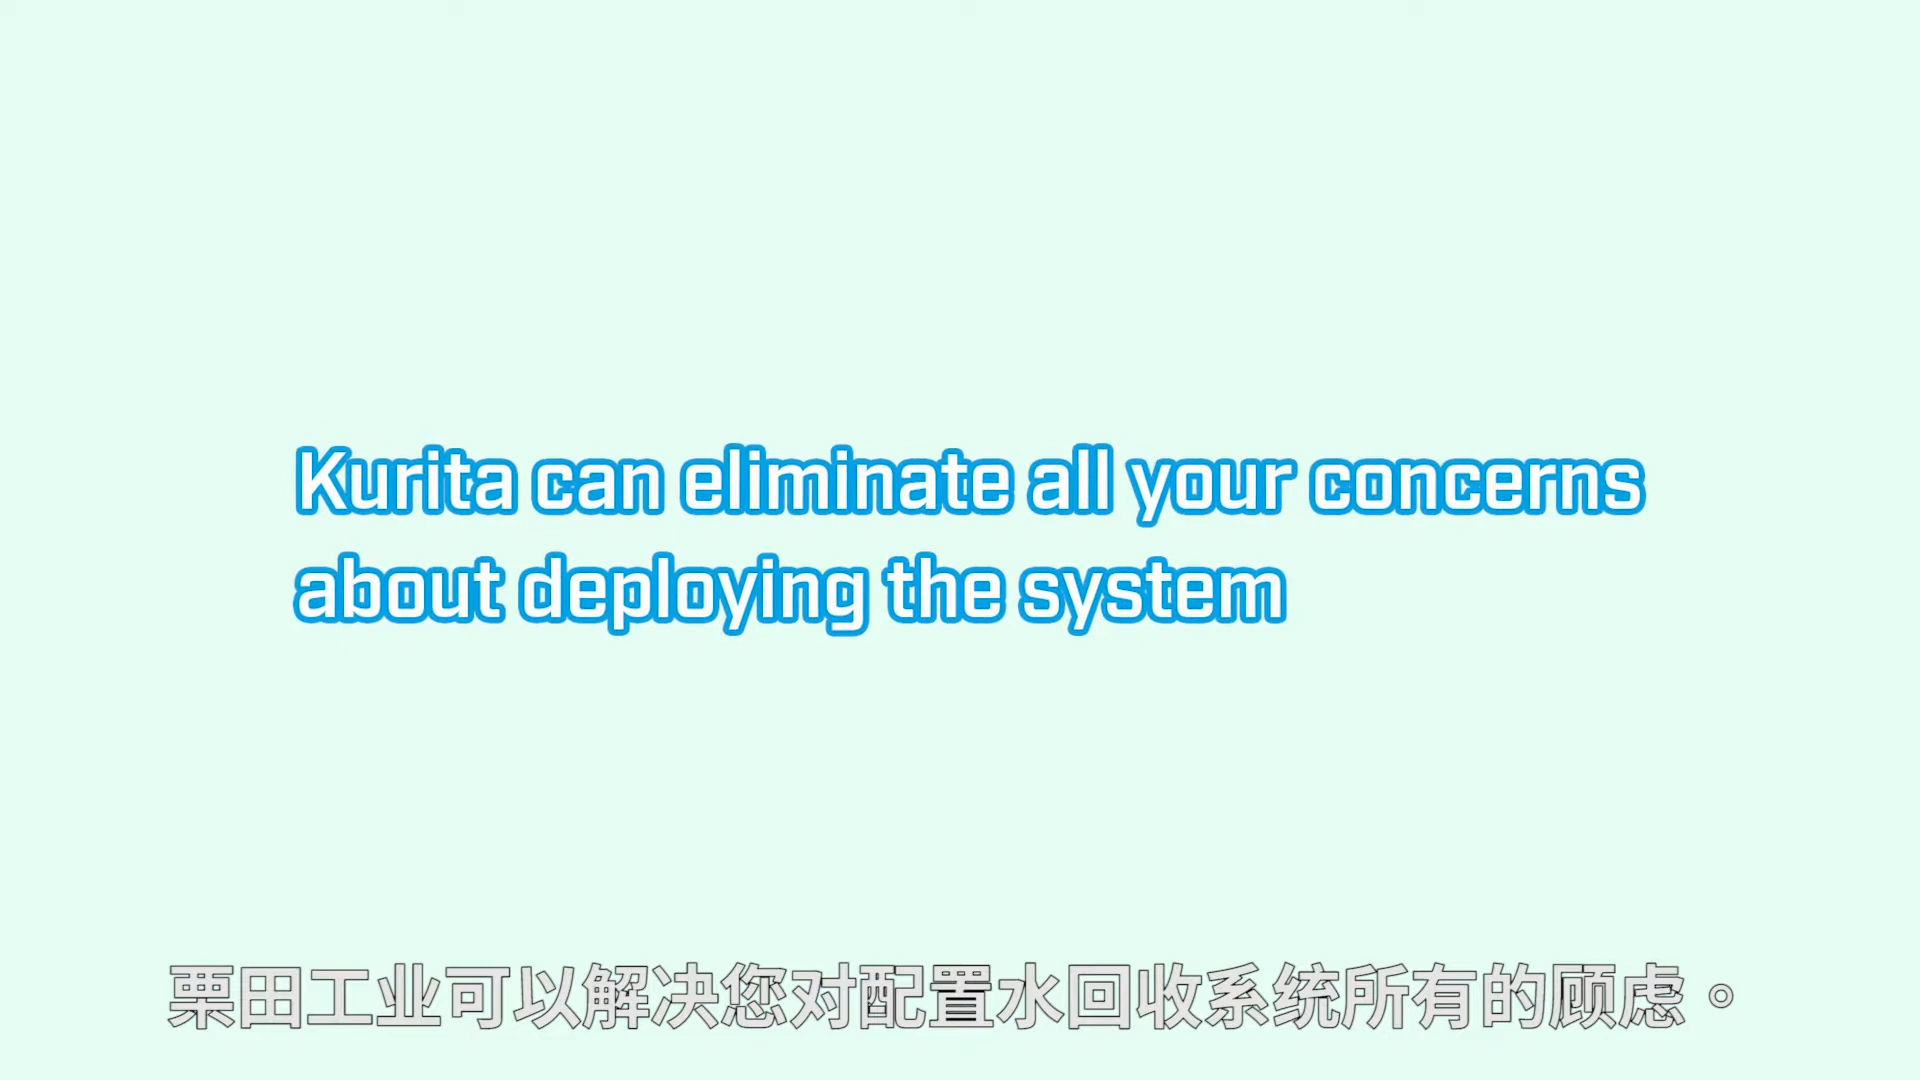 Kurita can eliminate all your concerns
about deploying the system
栗田工业可以解决您对配置水回收系统所有的顾虑。